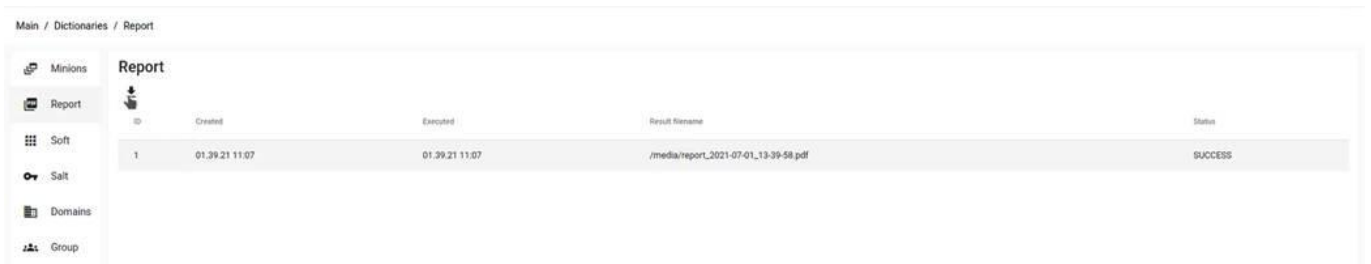 Main / Dictionaries / Report
Minions
Report
Report
Soft
Salt
Domains
Group
ID Created Executed Result filename Status
1 01.39.21 11:07 01.39.21 11:07 /media/report_2021-07-01_13-39-58.pdf SUCCESS